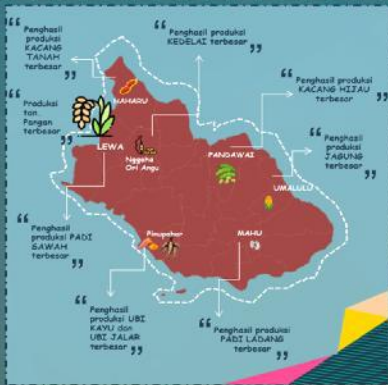 Penghasil
produksi
KACANG
TANAH
terbesar
Penghasil produksi
KEDELAI terbesar
Penghasil produksi
KACANG HIJAU
terbesar
Produksi
tan.
Pangan
terbesar
Penghasil
produksi
JAGUNG
terbesar
HAHARU
LEWA
Nggaha
Ori Angu
PANDAWAI
UMALULU
Pinupahar
MAHU
Penghasil
produksi PADI
SAWAH
terbesar
Penghasil
produksi UBI
KAYU dan
UBI JALAR
terbesar
Penghasil produksi
PADI LADANG
terbesar